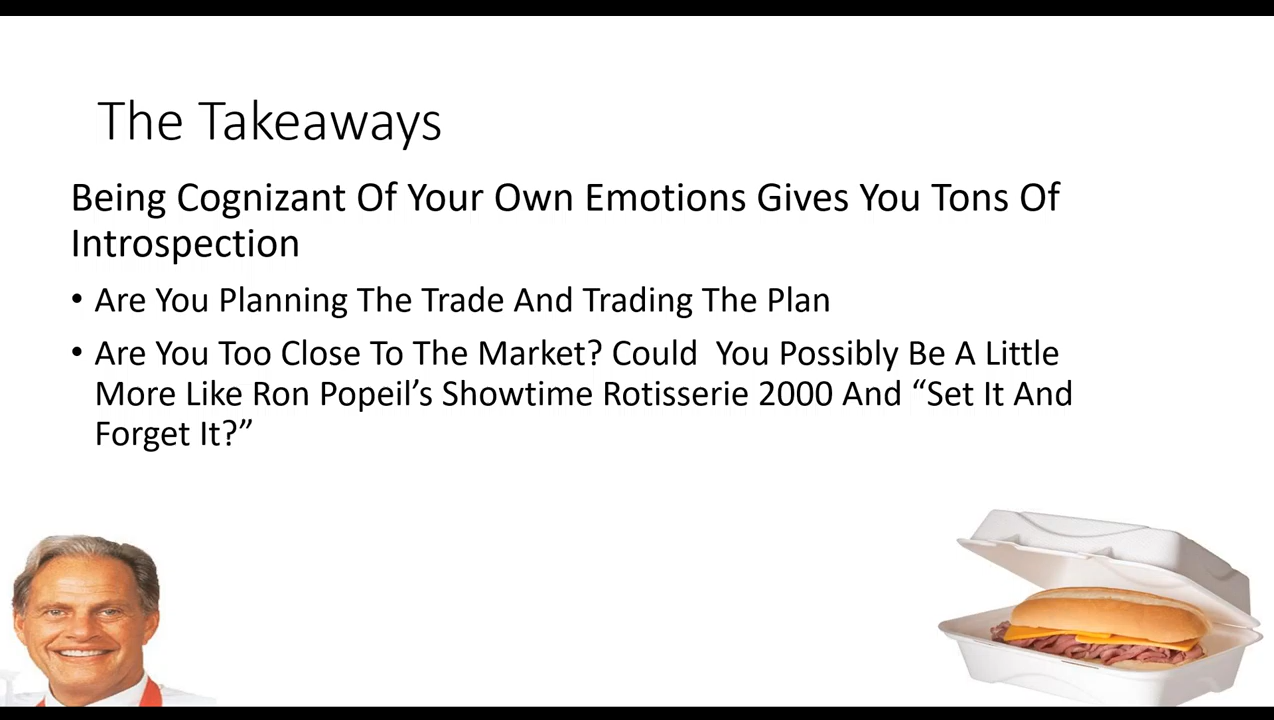 The Takeaways
Being Cognizant Of Your Own Emotions Gives You Tons Of
Introspection
• Are You Planning The Trade And Trading The Plan
• Are You Too Close To The Market? Could  You Possibly Be A Little
More Like Ron Popeil’s Showtime Rotisserie 2000 And “Set It And
Forget It?”